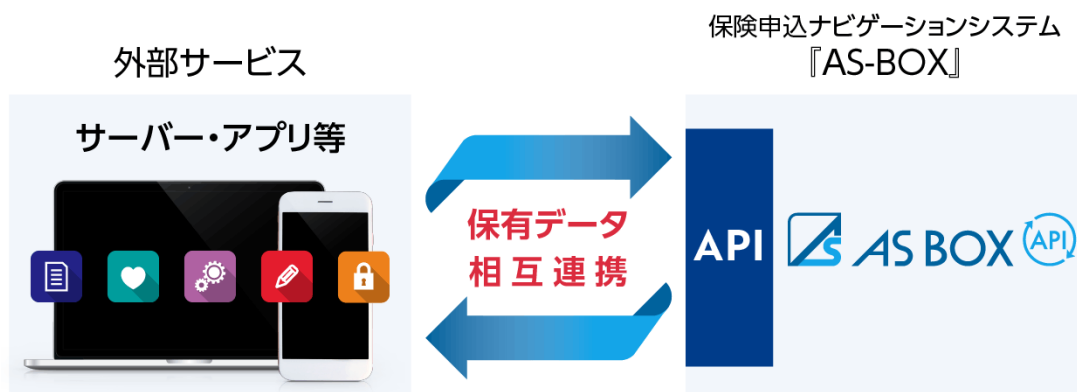 外部サービス
サーバー・アプリ等
保有データ
相互連携
保険申込ナビゲーションシステム
『AS-BOX』
API
AS
AS BOX
API